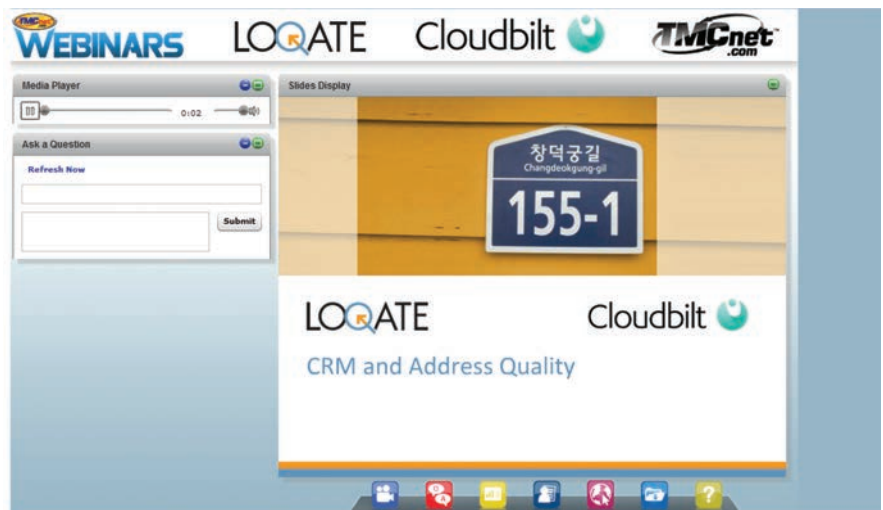 TMCnet.com
WEBINARS
LOQATE
Cloudbilt
TMCnet
.com
Media Player
0:02
Ask a Question
Refresh Now
Submit
Slides Display
창덕궁길
Changdeokgung-gil
155-1
LOQATE
Cloudbilt
CRM and Address Quality
Q
A
?